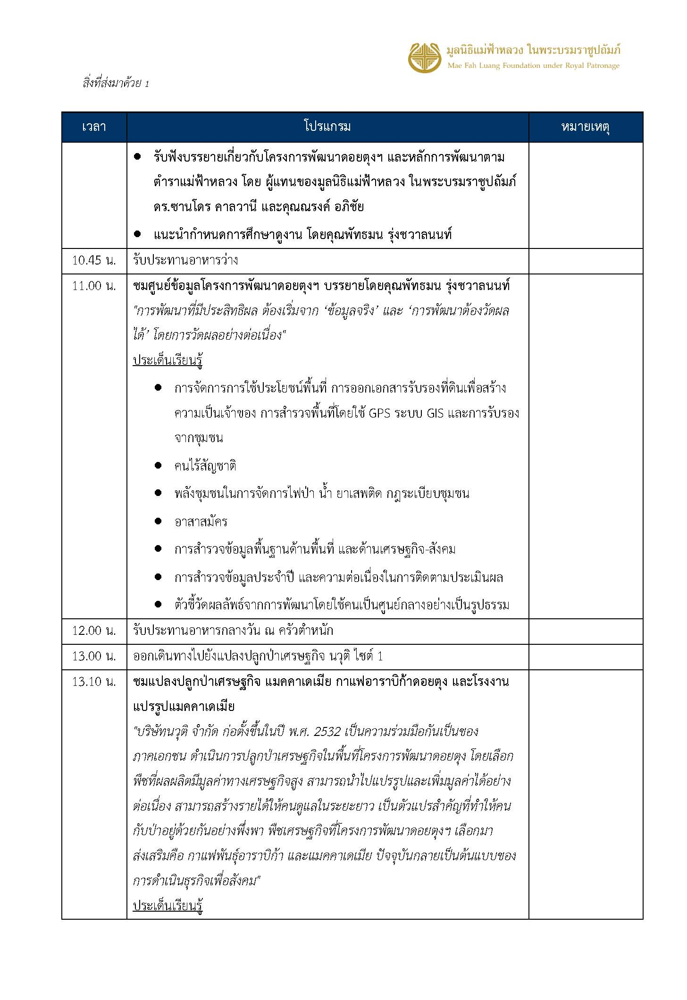 มูลนิธิแม่ฟ้าหลวง ในพระบรมราชูปถัมภ์
Mae Fah Luang Foundation under Royal Patronage
สิ่งที่ส่งมาด้วย 1
เวลา โปรแกรม หมายเหตุ
● รับฟังบรรยายเกี่ยวกับโครงการพัฒนาดอยตุงฯ และหลักการพัฒนาตาม
ตำราแม่ฟ้าหลวง โดย ผู้แทนของมูลนิธิแม่ฟ้าหลวง ในพระบรมราชูปถัมภ์
ดร.ซานโดร คาลวานี และคุณณรงค์ อภิชัย
● แนะนำกำหนดการศึกษาดูงาน โดยคุณพัทธมน รุ่งชวาลนนท์
10.45 น. รับประทานอาหารว่าง
11.00 น. ชมศูนย์ข้อมูลโครงการพัฒนาดอยตุงฯ บรรยายโดยคุณพัทธมน รุ่งชวาลนนท์
"การพัฒนาที่มีประสิทธิผล ต้องเริ่มจาก ‘ข้อมูลจริง’ และ ‘การพัฒนาต้องวัดผล
ได้’ โดยการวัดผลอย่างต่อเนื่อง"
ประเด็นเรียนรู้
● การจัดการการใช้ประโยชน์พื้นที่ การออกเอกสารรับรองที่ดินเพื่อสร้าง
ความเป็นเจ้าของ การสำรวจพื้นที่โดยใช้ GPS ระบบ GIS และการรับรอง
จากชุมชน
● คนไร้สัญชาติ
● พลังชุมชนในการจัดการไฟป่า น้ำ ยาเสพติด กฎระเบียบชุมชน
● อาสาสมัคร
● การสำรวจข้อมูลพื้นฐานด้านพื้นที่ และด้านเศรษฐกิจ-สังคม
● การสำรวจข้อมูลประจำปี และความต่อเนื่องในการติดตามประเมินผล
● ตัวชี้วัดผลลัพธ์จากการพัฒนาโดยใช้คนเป็นศูนย์กลางอย่างเป็นรูปธรรม
12.00 น. รับประทานอาหารกลางวัน ณ ครัวตำหนัก
13.00 น. ออกเดินทางไปยังแปลงปลูกป่าเศรษฐกิจ นวุติ ไซต์ 1
13.10 น. ชมแปลงปลูกป่าเศรษฐกิจ แมคคาเดเมีย กาแฟอาราบิก้าดอยตุง และโรงงาน
แปรรูปแมคคาเดเมีย
"บริษัทนวุติ จำกัด ก่อตั้งขึ้นในปี พ.ศ. 2532 เป็นความร่วมมือกันเป็นของ
ภาคเอกชน ดำเนินการปลูกป่าเศรษฐกิจในพื้นที่โครงการพัฒนาดอยตุง โดยเลือก
พืชที่ผลผลิตมีมูลค่าทางเศรษฐกิจสูง สามารถนำไปแปรรูปและเพิ่มมูลค่าได้อย่าง
ต่อเนื่อง สามารถสร้างรายได้ให้คนดูแลในระยะยาว เป็นตัวแปรสำคัญที่ทำให้คน
กับป่าอยู่ด้วยกันอย่างพึ่งพา พืชเศรษฐกิจที่โครงการพัฒนาดอยตุงฯ เลือกมา
ส่งเสริมคือ กาแฟพันธุ์อาราบิก้า และแมคคาเดเมีย ปัจจุบันกลายเป็นต้นแบบของ
การดำเนินธุรกิจเพื่อสังคม"
ประเด็นเรียนรู้